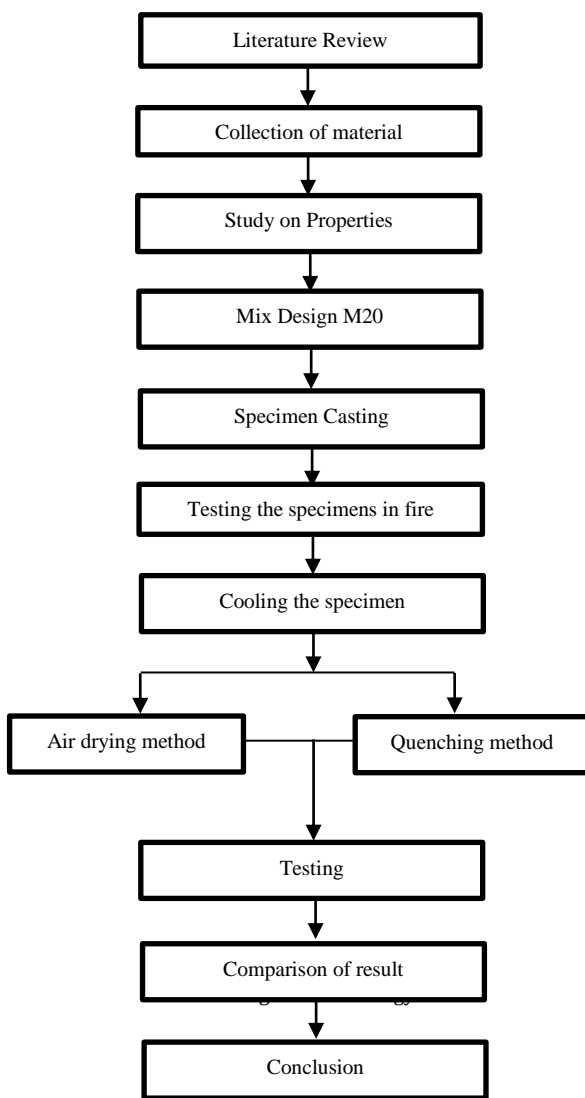 Literature Review
Collection of material
Study on Properties
Mix Design M20
Specimen Casting
Testing the specimens in fire
Cooling the specimen
Air drying method
Quenching method
Testing
Comparison of result
Conclusion